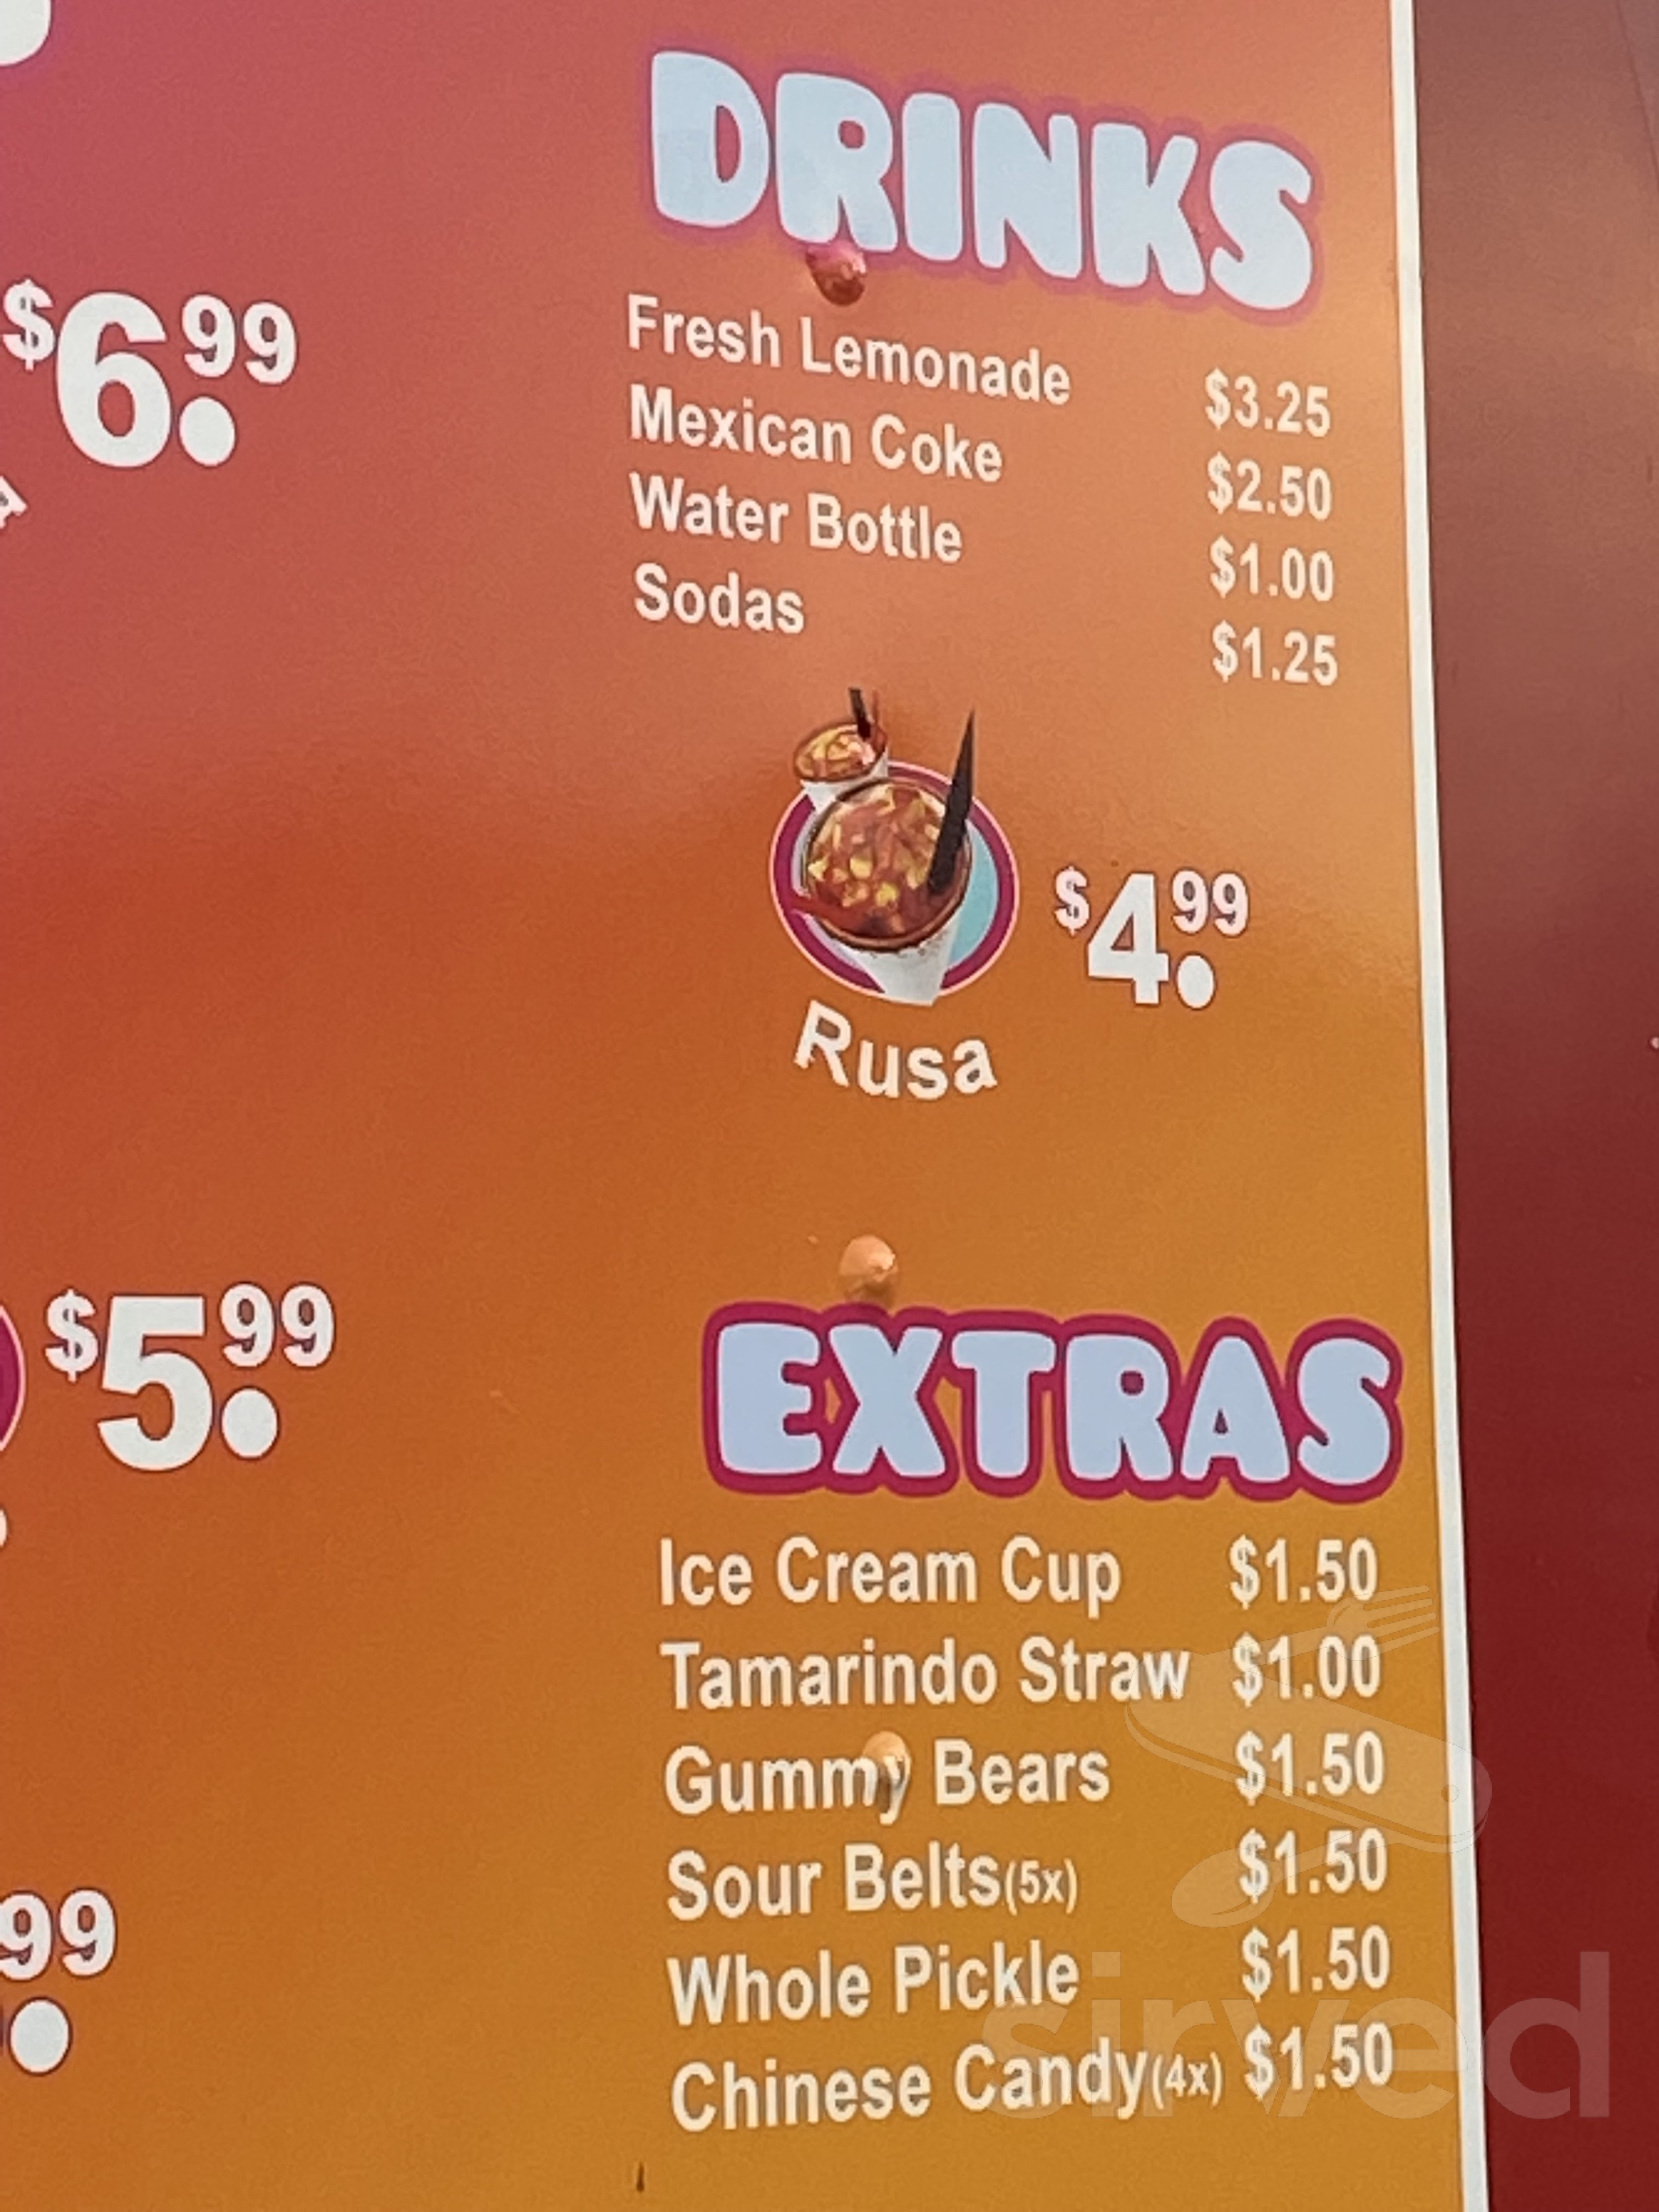 $6.99
DRINKS
Fresh Lemonade $3.25
Mexican Coke $2.50
Water Bottle $1.00
Sodas $1.25
$4.99
Rusa
$5.99
EXTRAS
Ice Cream Cup $1.50
Tamarindo Straw $1.00
Gummy Bears $1.50
Sour Belts(5x) $1.50
99
Whole Pickle $1.50
Chinese Candy(4x) $1.50
sirved